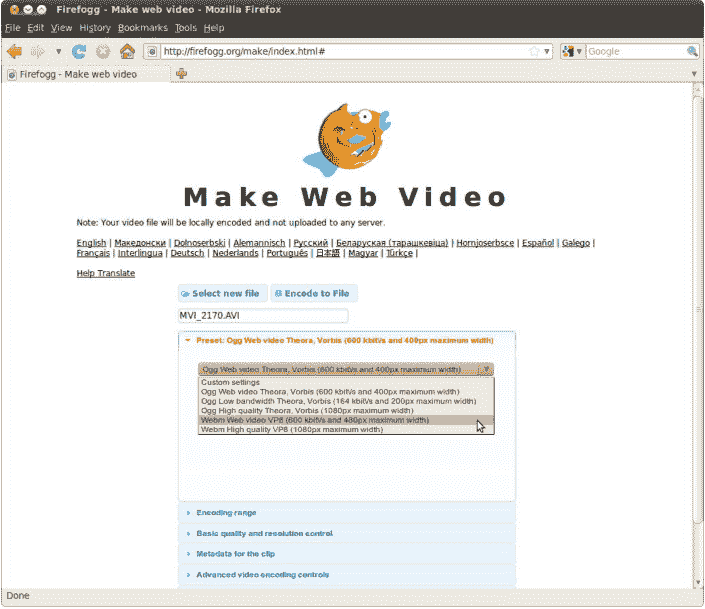 Firefogg - Make web video - Mozilla Firefox
File Edit View History Bookmarks Tools Help
http://firefogg.org/make/index.html#
Google
Firefogg - Make web video
Make Web Video
Note: Your video file will be locally encoded and not uploaded to any server.
English | Македонски | Dolnoserbski | Alemannisch | Русский | Беларуская (тарашкевіца) | Hornjoserbsce | Español | Galego |
Français | Interlingua | Deutsch | Nederlands | Português | 日本語 | Magyar | Türkçe |
Help Translate
Select new file
Encode to File
MVI_2170.AVI
Preset: Ogg Web video Theora, Vorbis (600 kbit/s and 400px maximum width)
Ogg Web video Theora, Vorbis (600 kbit/s and 400px maximum width)
Custom settings
Ogg Web video Theora, Vorbis (600 kbit/s and 400px maximum width)
Ogg Low bandwidth Theora, Vorbis (164 kbit/s and 200px maximum width)
Ogg High quality Theora, Vorbis (1080px maximum width)
Webm Web video VP8 (600 kbit/s and 480px maximum width)
Webm High quality VP8 (1080px maximum width)
Encoding range
Basic quality and resolution control
Metadata for the clip
Advanced video encoding controls
Done